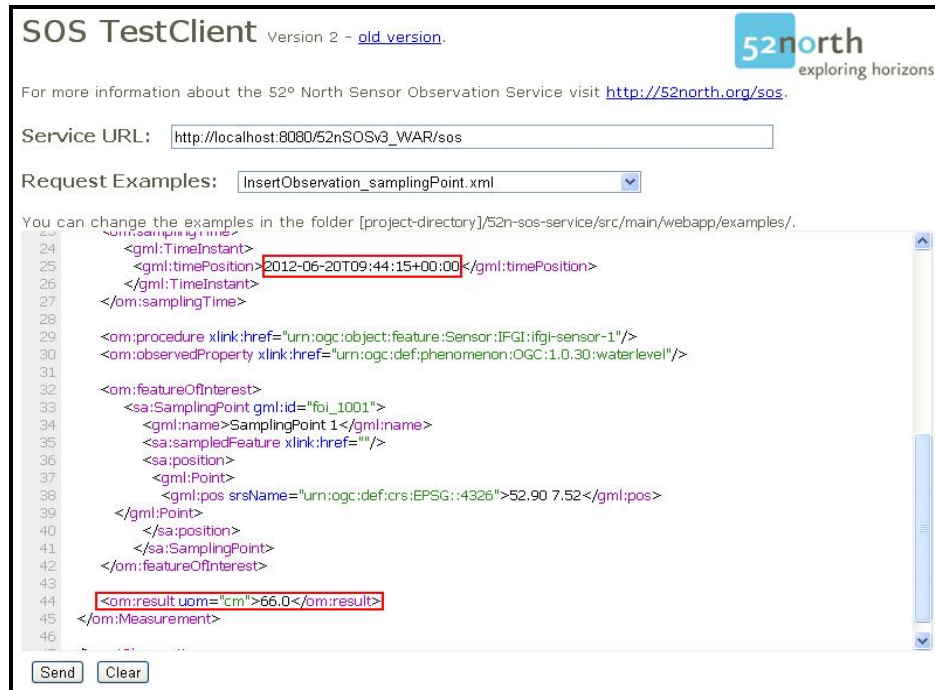 SOS TestClient Version 2 - old version.
52north
exploring horizons
For more information about the 52° North Sensor Observation Service visit http://52north.org/sos.
Service URL: http://localhost:8080/52nSOSv3_WAR/sos
Request Examples: InsertObservation_samplingPoint.xml
You can change the examples in the folder [project-directory]/52n-sos-service/src/main/webapp/examples/.
23 <om:samplingTime>
24 <gml:TimeInstant>
25 <gml:timePosition>2012-06-20T09:44:15+00:00</gml:timePosition>
26 </gml:TimeInstant>
27 </om:samplingTime>
28
29 <om:procedure xlink:href="urn:ogc:object:feature:Sensor:IFGI:ifgi-sensor-1"/>
30 <om:observedProperty xlink:href="urn:ogc:def:phenomenon:OGC:1.0.30:waterlevel"/>
31
32 <om:featureOfInterest>
33 <sa:SamplingPoint gml:id="foi_1001">
34 <gml:name>SamplingPoint 1</gml:name>
35 <sa:sampledFeature xlink:href=""/>
36 <sa:position>
37 <gml:Point>
38 <gml:pos srsName="urn:ogc:def:crs:EPSG::4326">52.90 7.52</gml:pos>
39 </gml:Point>
40 </sa:position>
41 </sa:SamplingPoint>
42 </om:featureOfInterest>
43
44 <om:result uom="cm">66.0</om:result>
45 </om:Measurement>
46
Send Clear